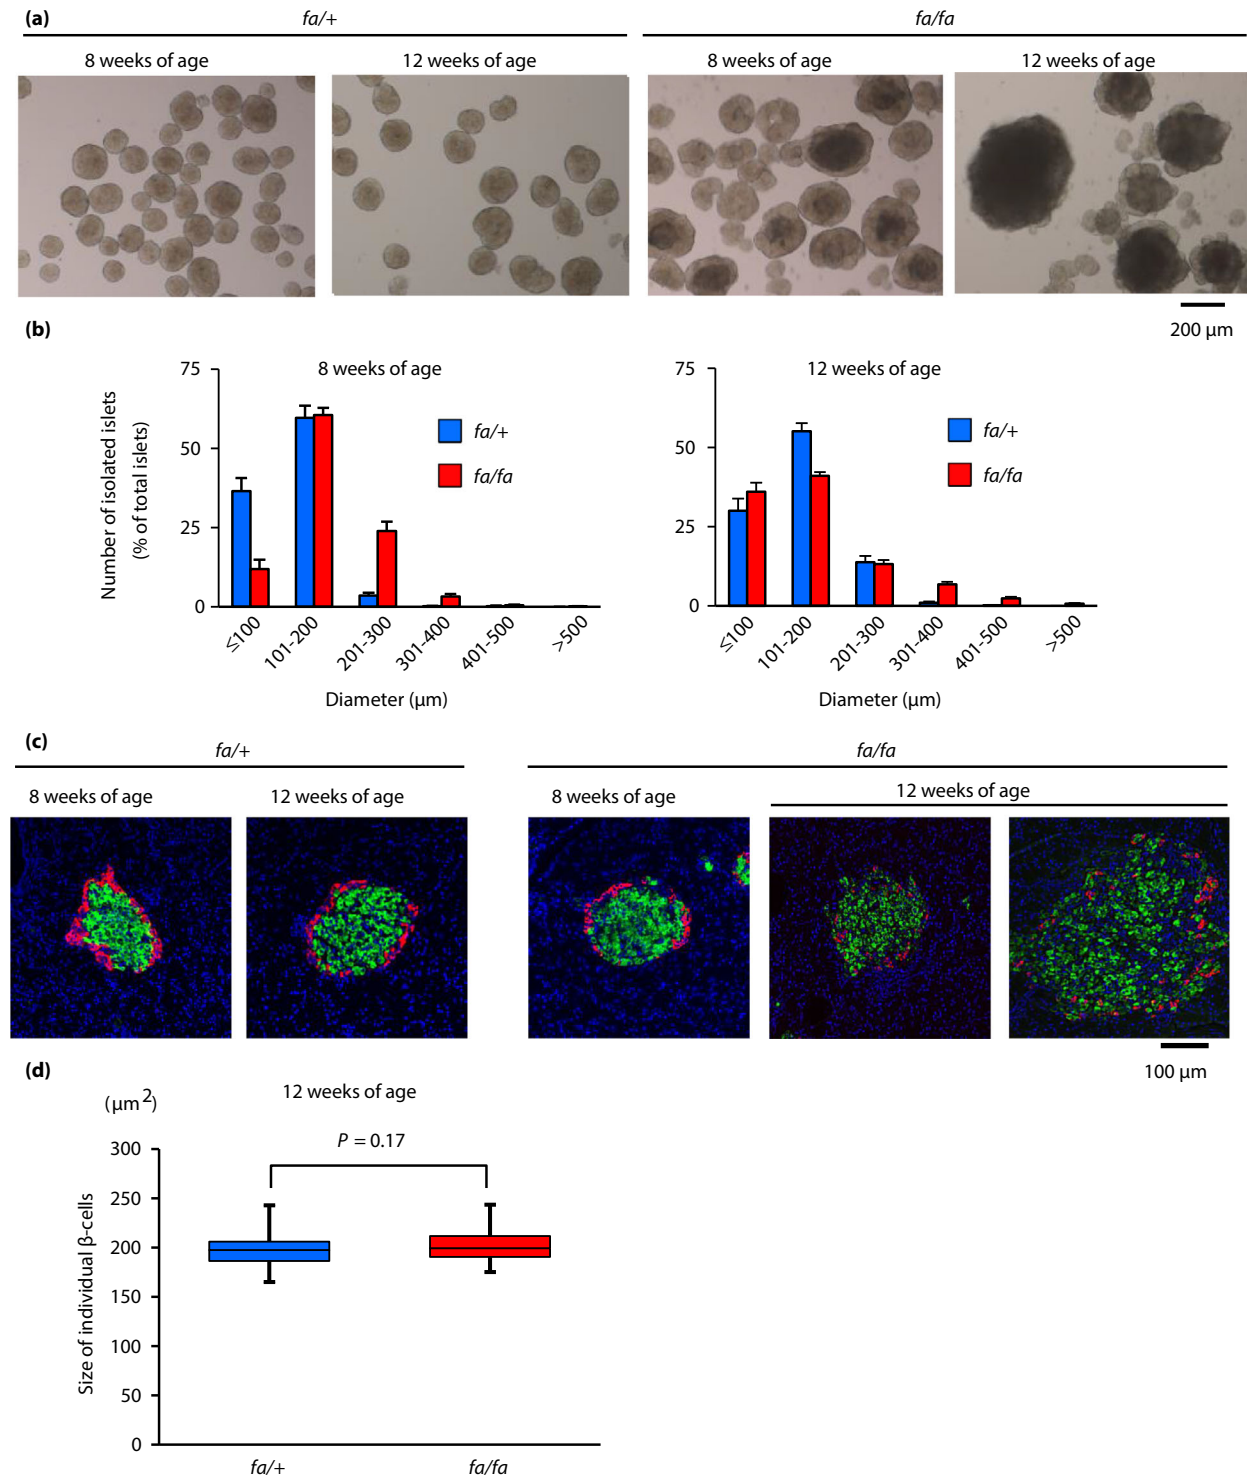 (a)
fa/+
fa/fa
8 weeks of age
12 weeks of age
8 weeks of age
12 weeks of age
200 μm
(b)
8 weeks of age
Number of isolated islets
(% of total islets)
75
50
25
0
fa/+
fa/fa
≤100
101-200
201-300
301-400
401-500
>500
Diameter (μm)
12 weeks of age
75
50
25
0
fa/+
fa/fa
≤100
101-200
201-300
301-400
401-500
>500
Diameter (μm)
(c)
fa/+
fa/fa
8 weeks of age
12 weeks of age
8 weeks of age
12 weeks of age
100 μm
(d)
12 weeks of age
(μm2)
P = 0.17
Size of individual β-cells
300
250
200
150
100
50
0
fa/+
fa/fa